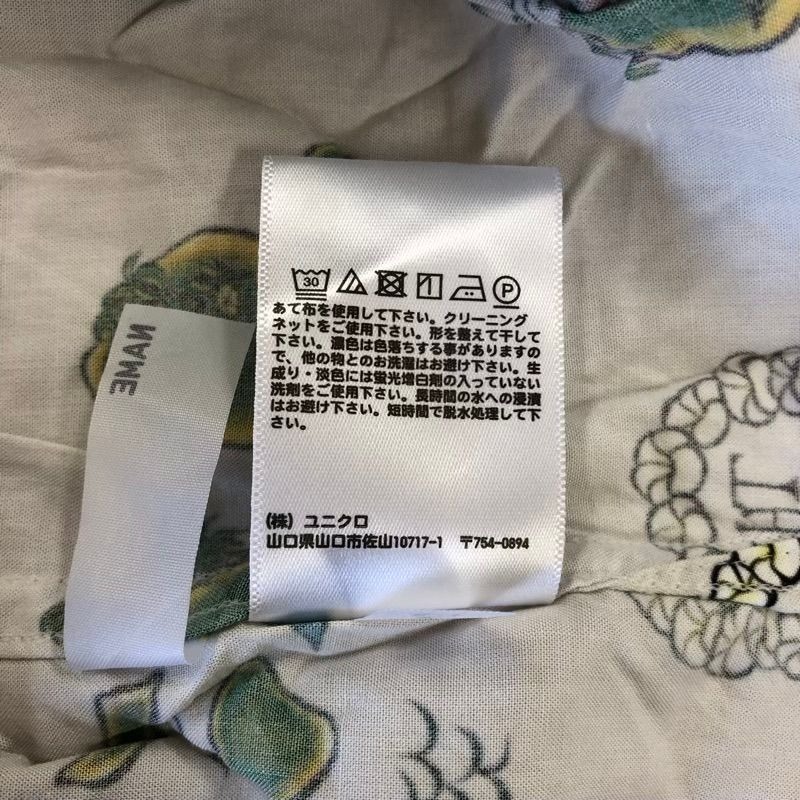 30 P
あて布を使用して下さい。クリーニング
ネットをご使用下さい。形を整えて干して
下さい。濃色は色落ちする事がありますの
で、他の物とのお洗濯はお避け下さい。生
成り・淡色には蛍光増白剤の入っていない
洗剤をご使用下さい。長時間の水への浸漬
はお避け下さい。短時間で脱水処理して下
さい。
(株) ユニクロ
山口県山口市佐山10717-1 〒754-0894
NAME